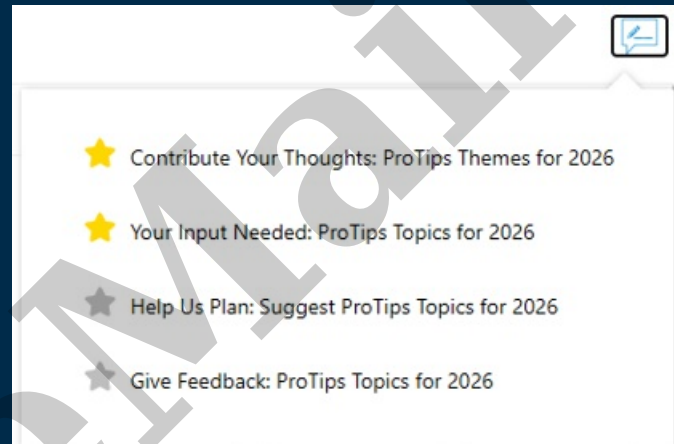 Contribute Your Thoughts: ProTips Themes for 2026
Your Input Needed: ProTips Topics for 2026
Help Us Plan: Suggest ProTips Topics for 2026
Give Feedback: ProTips Topics for 2026
eMail